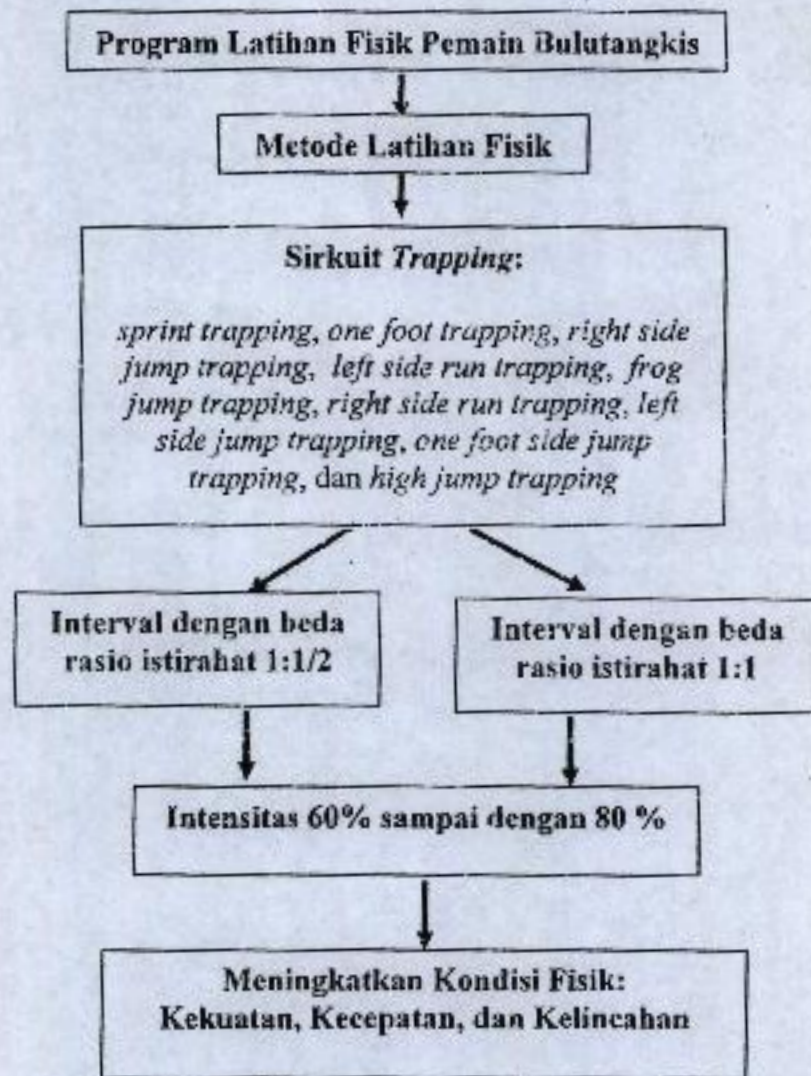 Program Latihan Fisik Pemain Bulutangkis
Metode Latihan Fisik
Sirkuit Trapping:
sprint trapping, one foot trapping, right side
jump trapping, left side run trapping, frog
jump trapping, right side run trapping, left
side jump trapping, one foot side jump
trapping, dan high jump trapping
Interval dengan beda
rasio istirahat 1:1/2
Interval dengan beda
rasio istirahat 1:1
Intensitas 60% sampai dengan 80 %
Meningkatkan Kondisi Fisik:
Kekuatan, Kecepatan, dan Kelincahan